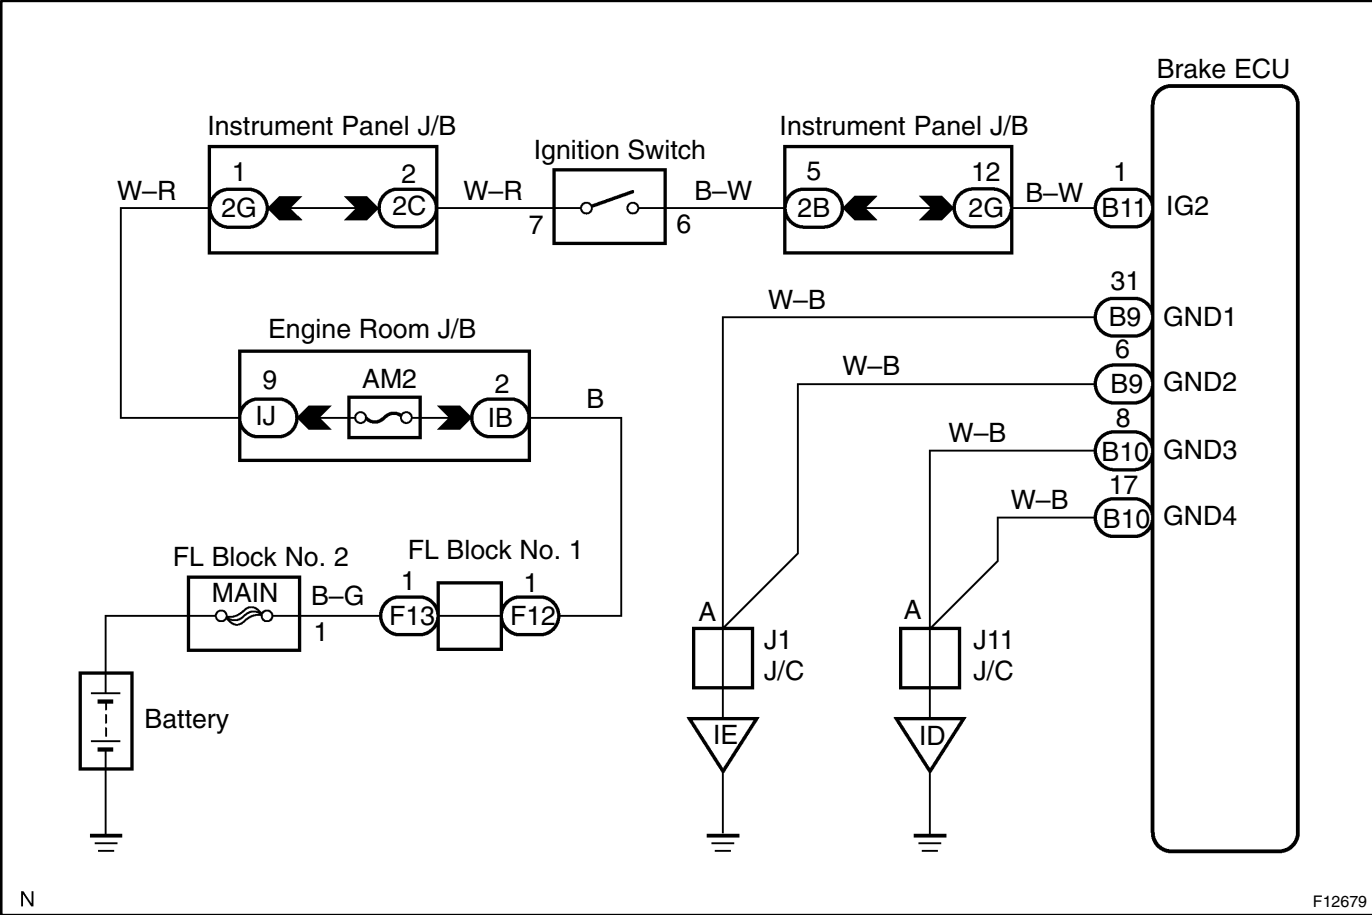 Brake ECU
Instrument Panel J/B
Instrument Panel J/B
Ignition Switch
1
2
5
12
1
W–R
W–R
B–W
B–W
2G
2C
2B
2G
B11
IG2
7
6
31
W–B
B9
GND1
Engine Room J/B
6
W–B
9
AM2
2
B9
GND2
B
IJ
IB
8
W–B
B10
GND3
17
W–B
B10
GND4
FL Block No. 2
FL Block No. 1
MAIN
B–G
1
1
1
F13
F12
A
A
J1
J/C
J11
J/C
Battery
IE
ID
N
F12679